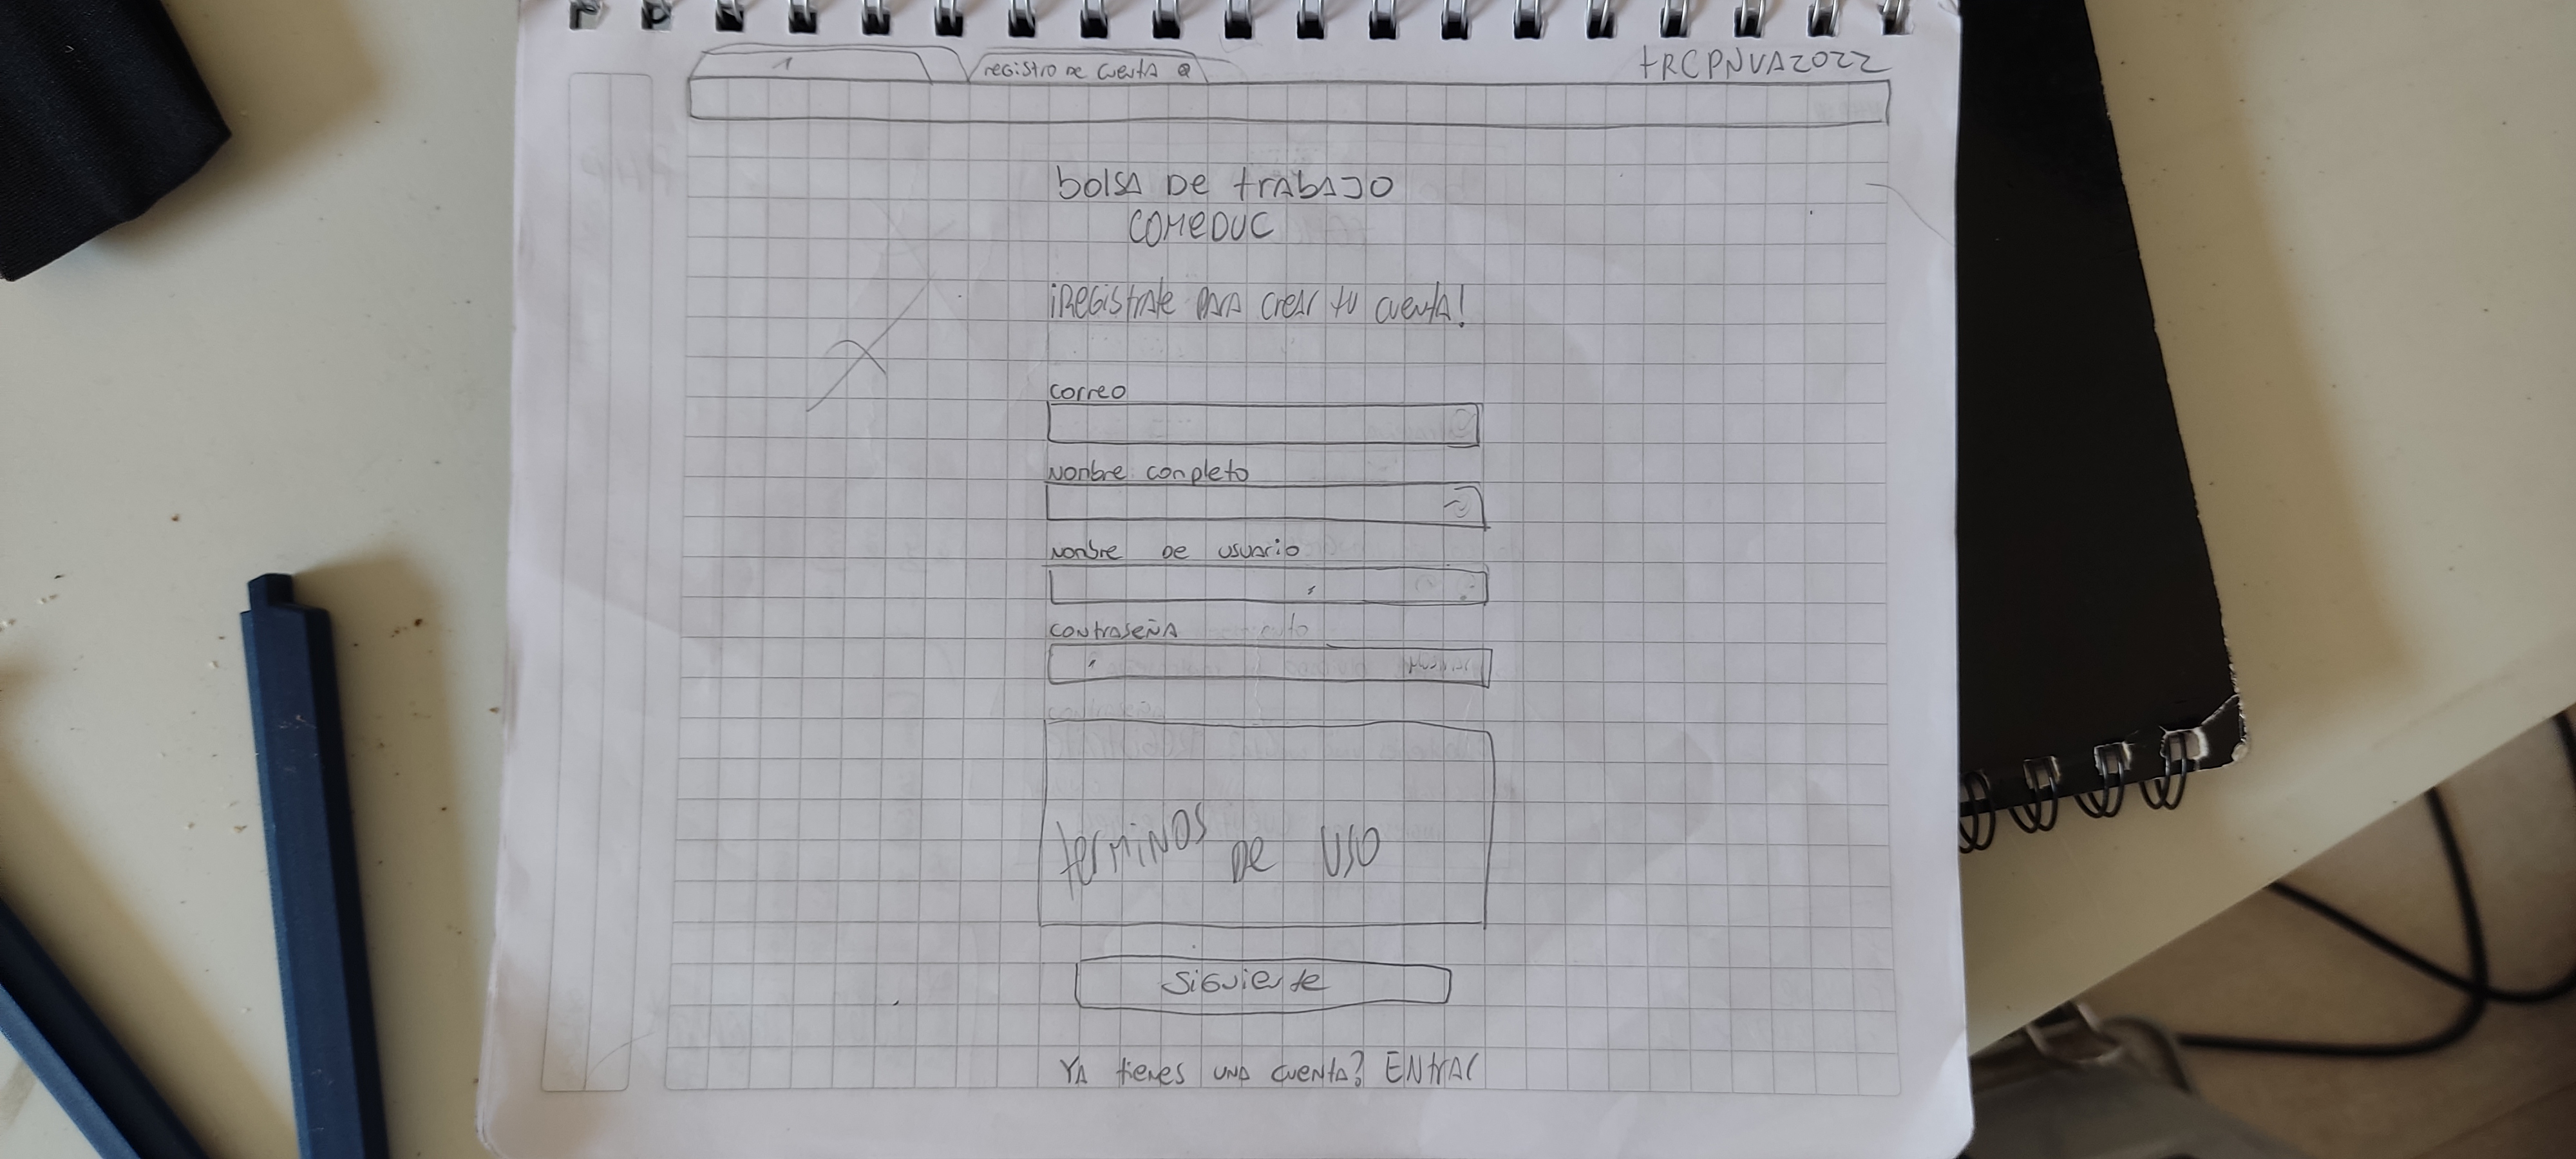 1
registro de cuenta
tRCPNVA2022
bolsa de trabajo
COMeDUC
¡Registrate para crear tu cuenta!
correo
Nonbre conpleto
Nonbre de usuario
contraseña
terminos de uso
Siguiente
Ya tienes una cuenta? ENtrar